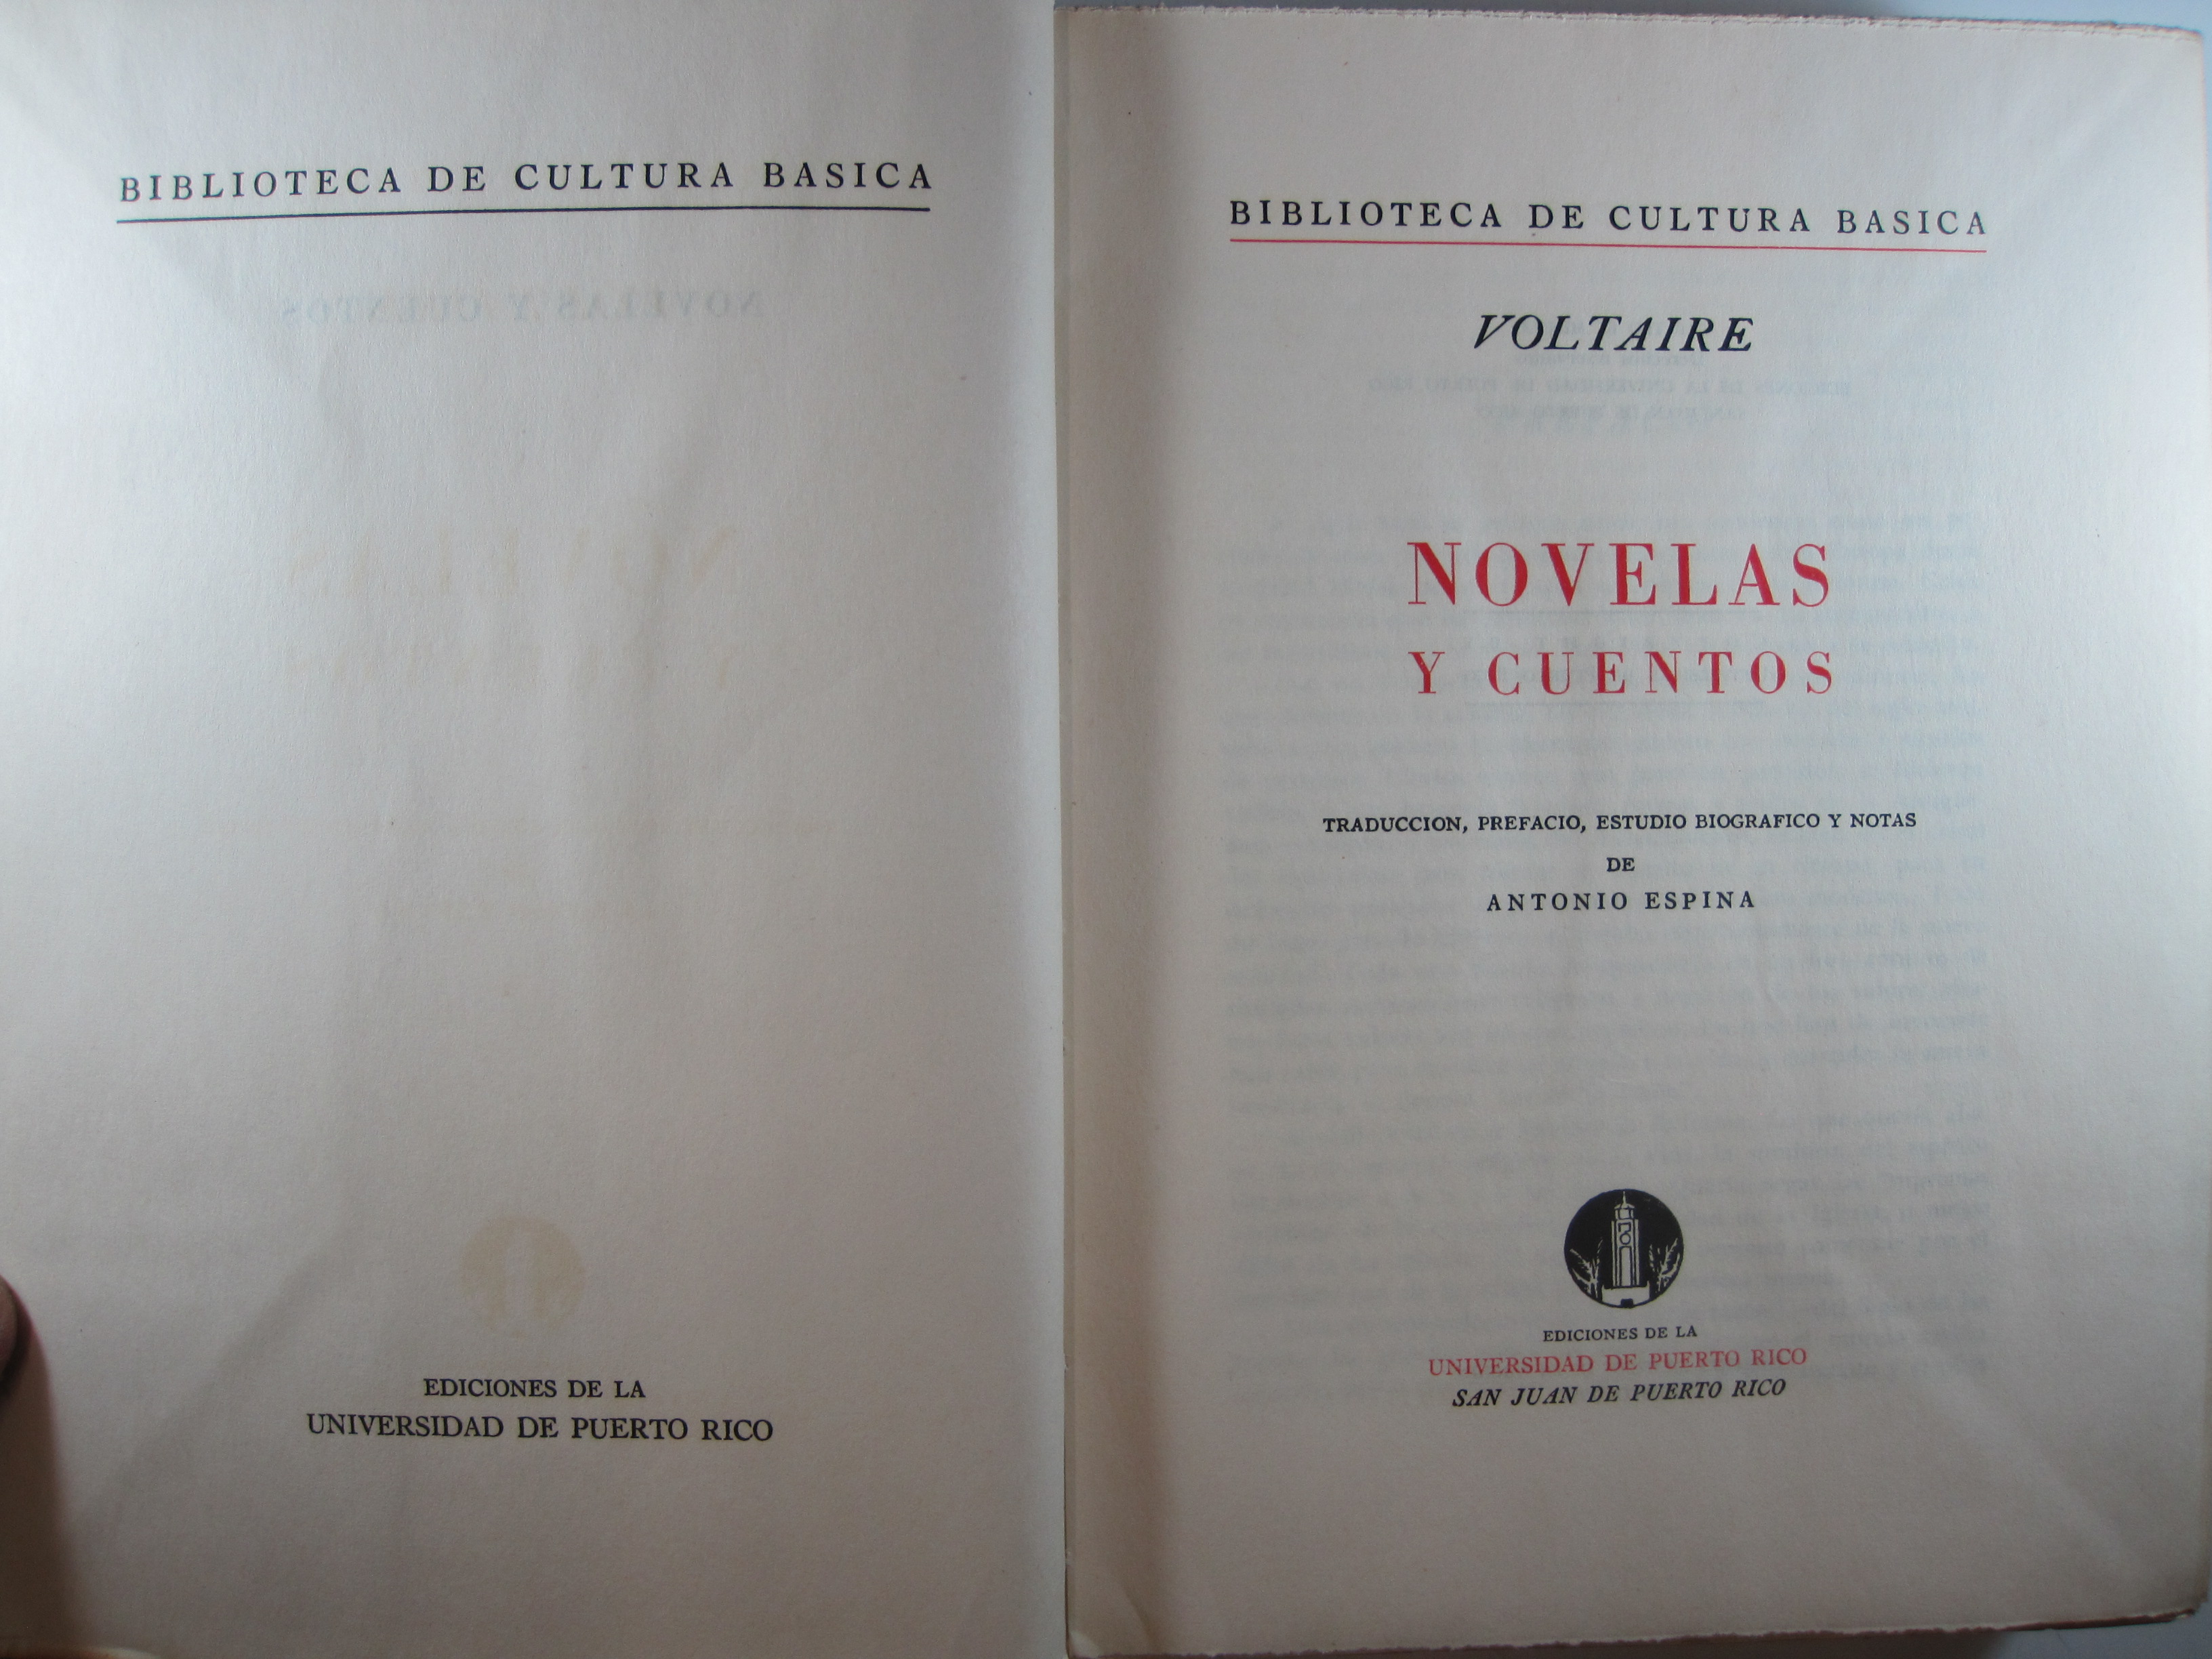 BIBLIOTECA DE CULTURA BASICA
NOVELAS Y CUENTOS
EDICIONES DE LA
UNIVERSIDAD DE PUERTO RICO
BIBLIOTECA DE CULTURA BASICA
VOLTAIRE
NOVELAS
Y CUENTOS
TRADUCCION, PREFACIO, ESTUDIO BIOGRAFICO Y NOTAS
DE
ANTONIO ESPINA
EDICIONES DE LA
UNIVERSIDAD DE PUERTO RICO
SAN JUAN DE PUERTO RICO